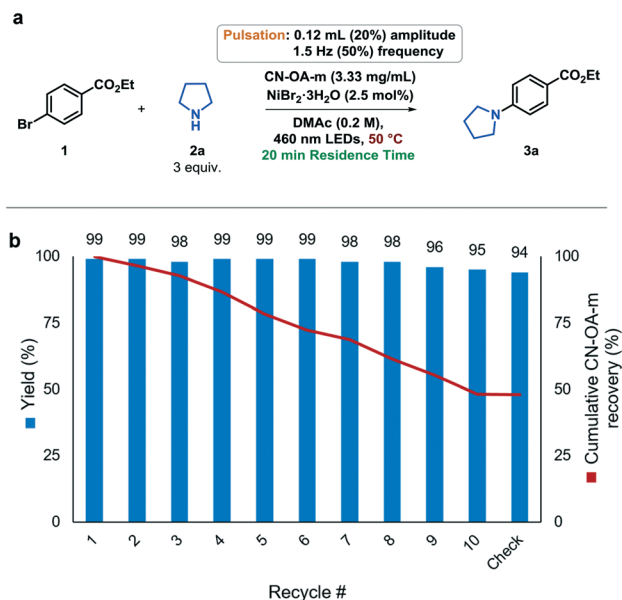 a
Pulsation: 0.12 mL (20%) amplitude
1.5 Hz (50%) frequency
CO₂Et
Br
1
+
N
H
2a
3 equiv.
CN-OA-m (3.33 mg/mL)
NiBr₂·3H₂O (2.5 mol%)
DMAc (0.2 M),
460 nm LEDs, 50 °C
20 min Residence Time
CO₂Et
N
3a
b
99 99 98 99 99 99 98 98 96 95 94
100 100
75 75
50 50
25 25
0 0
Yield (%)
Cumulative CN-OA-m
recovery (%)
1 2 3 4 5 6 7 8 9 10 Check
Recycle #